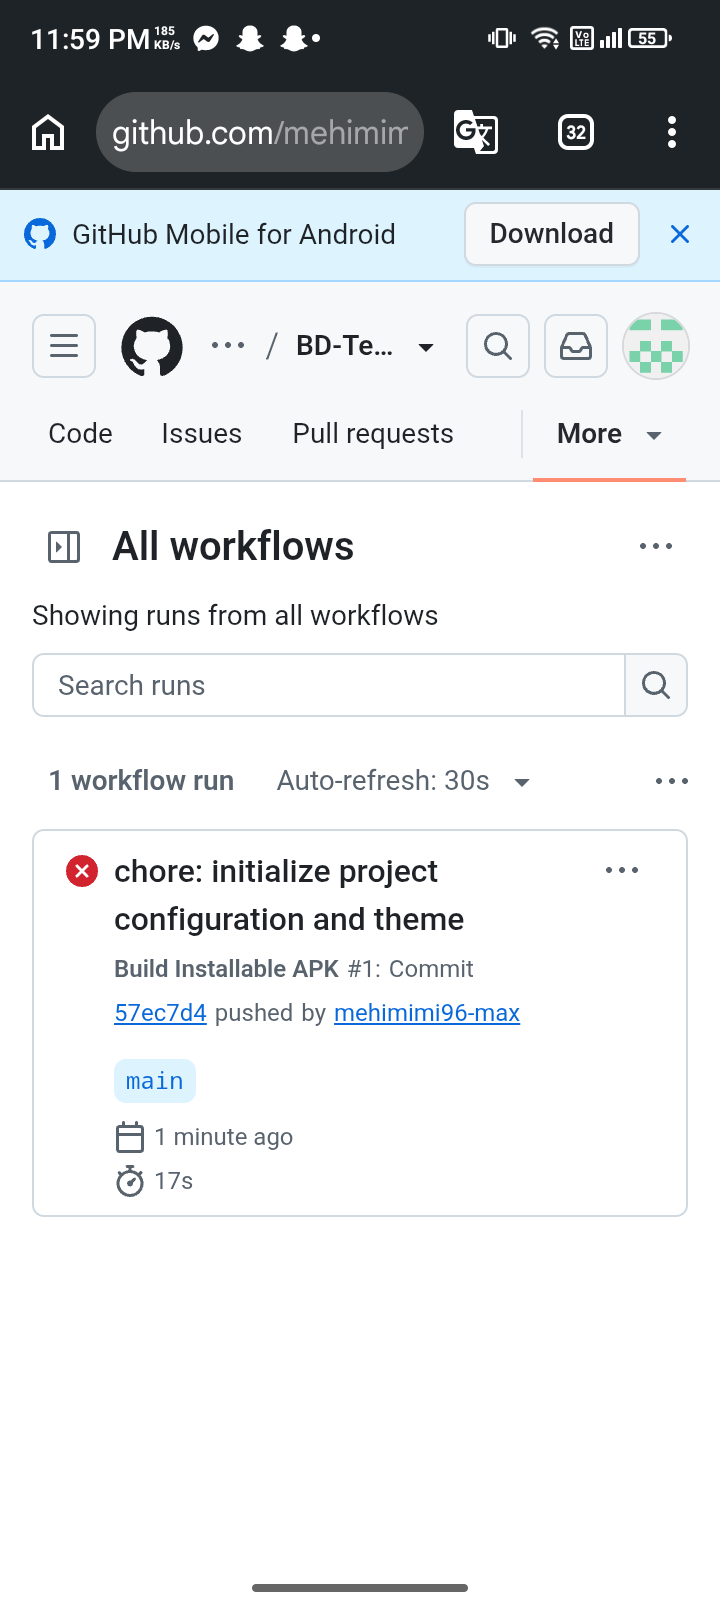 11:59 PM 185 KB/s Vo LTE 55
github.com/mehimim 32
GitHub Mobile for Android Download
/ BD-Te...
Code Issues Pull requests More
All workflows
Showing runs from all workflows
Search runs
1 workflow run Auto-refresh: 30s
chore: initialize project
configuration and theme
Build Installable APK #1: Commit
57ec7d4 pushed by mehimimi96-max
main
1 minute ago
17s